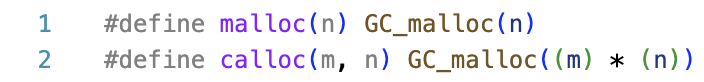 1 #define malloc(n) GC_malloc(n)
2 #define calloc(m, n) GC_malloc((m) * (n))